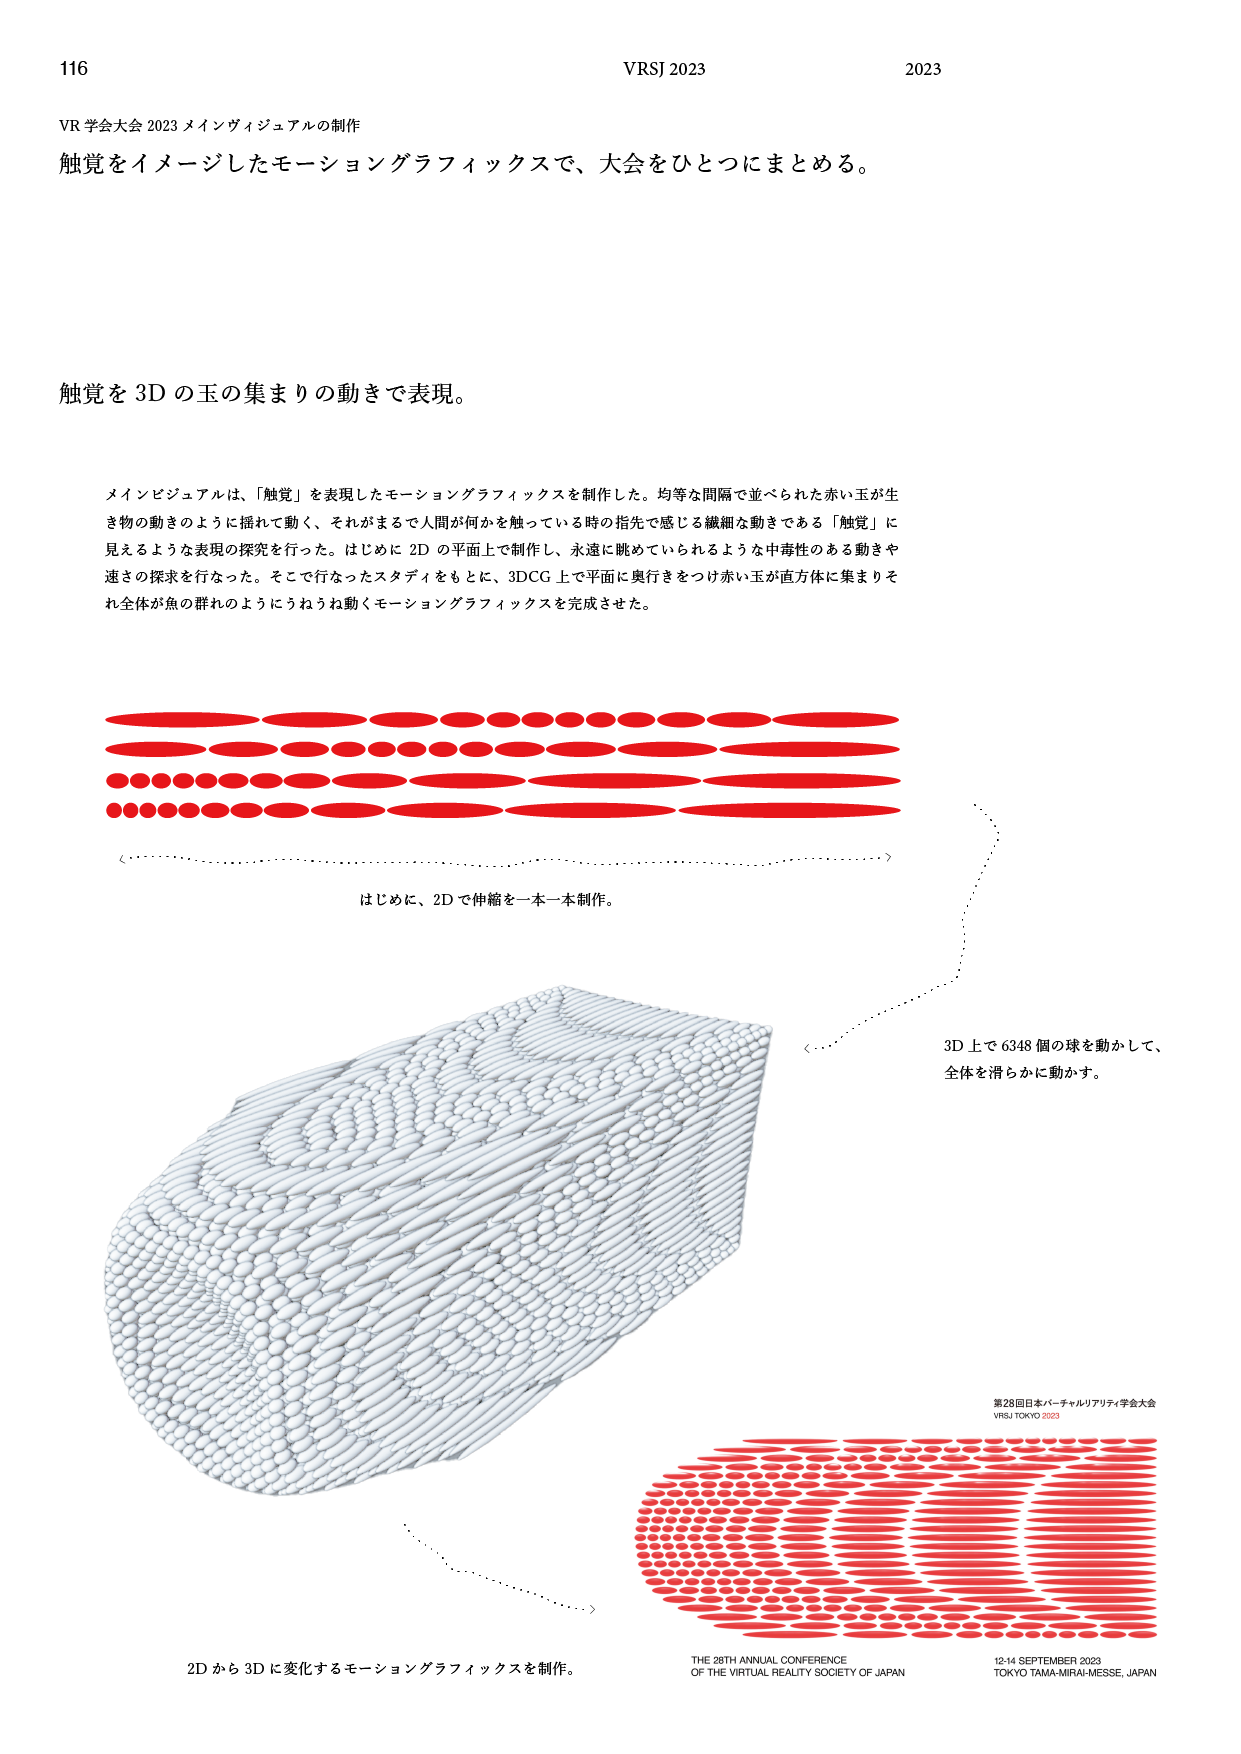 116
VRSJ 2023
2023
VR 学会大会 2023 メインヴィジュアルの制作
触覚をイメージしたモーショングラフィックスで、大会をひとつにまとめる。
触覚を 3D の玉の集まりの動きで表現。
メインビジュアルは、「触覚」を表現したモーショングラフィックスを制作した。均等な間隔で並べられた赤い玉が生
き物の動きのように揺れて動く、それがまるで人間が何かを触っている時の指先で感じる繊細な動きである「触覚」に
見えるような表現の探究を行った。はじめに 2D の平面上で制作し、永遠に眺めていられるような中毒性のある動きや
速さの探求を行なった。そこで行なったスタディをもとに、3DCG 上で平面に奥行きをつけ赤い玉が直方体に集まりそ
れ全体が魚の群れのようにうねうね動くモーショングラフィックスを完成させた。
はじめに、2D で伸縮を一本一本制作。
3D 上で 6348 個の球を動かして、
全体を滑らかに動かす。
第28回日本バーチャルリアリティ学会大会
VRSJ TOKYO 2023
2D から 3D に変化するモーショングラフィックスを制作。
THE 28TH ANNUAL CONFERENCE
OF THE VIRTUAL REALITY SOCIETY OF JAPAN
12-14 SEPTEMBER 2023
TOKYO TAMA-MIRAI-MESSE, JAPAN